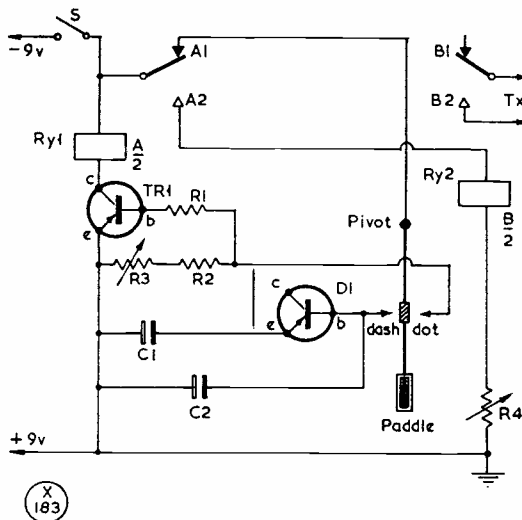 S
-9v
A1
B1
A2
B2
Tx
Ry1
A
2
Ry2
B
2
c
TR1
R1
b
e
Pivot
R3
R2
c
D1
e
b
dash
dot
C1
C2
Paddle
R4
+9v
X
183